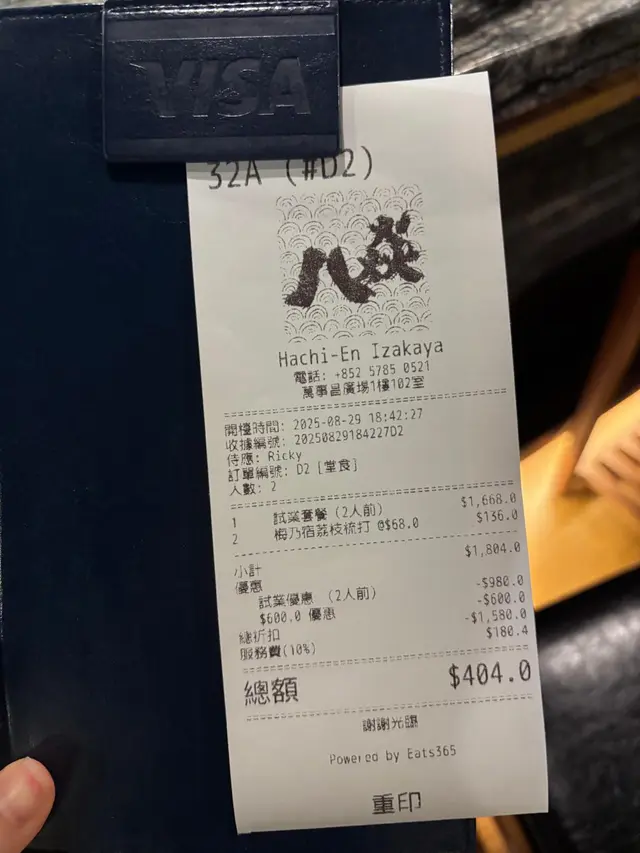 VISA
32A (#D2)
八炎
Hachi-En Izakaya
電話: +852 5785 0521
萬事昌廣場1樓102室
開檯時間: 2025-08-29 18:42:27
收據編號: 20250829184227D2
侍應: Ricky
訂單編號: D2 [堂食]
人數: 2
1 試業套餐 (2人前) $1,668.0
2 梅乃宿荔枝梳打 @$68.0 $136.0
小計 $1,804.0
優惠
試業優惠 (2人前) -$980.0
$600.0 優惠 -$600.0
總折扣 -$1,580.0
服務費(10%) $180.4
總額 $404.0
謝謝光臨
Powered by Eats365
重印